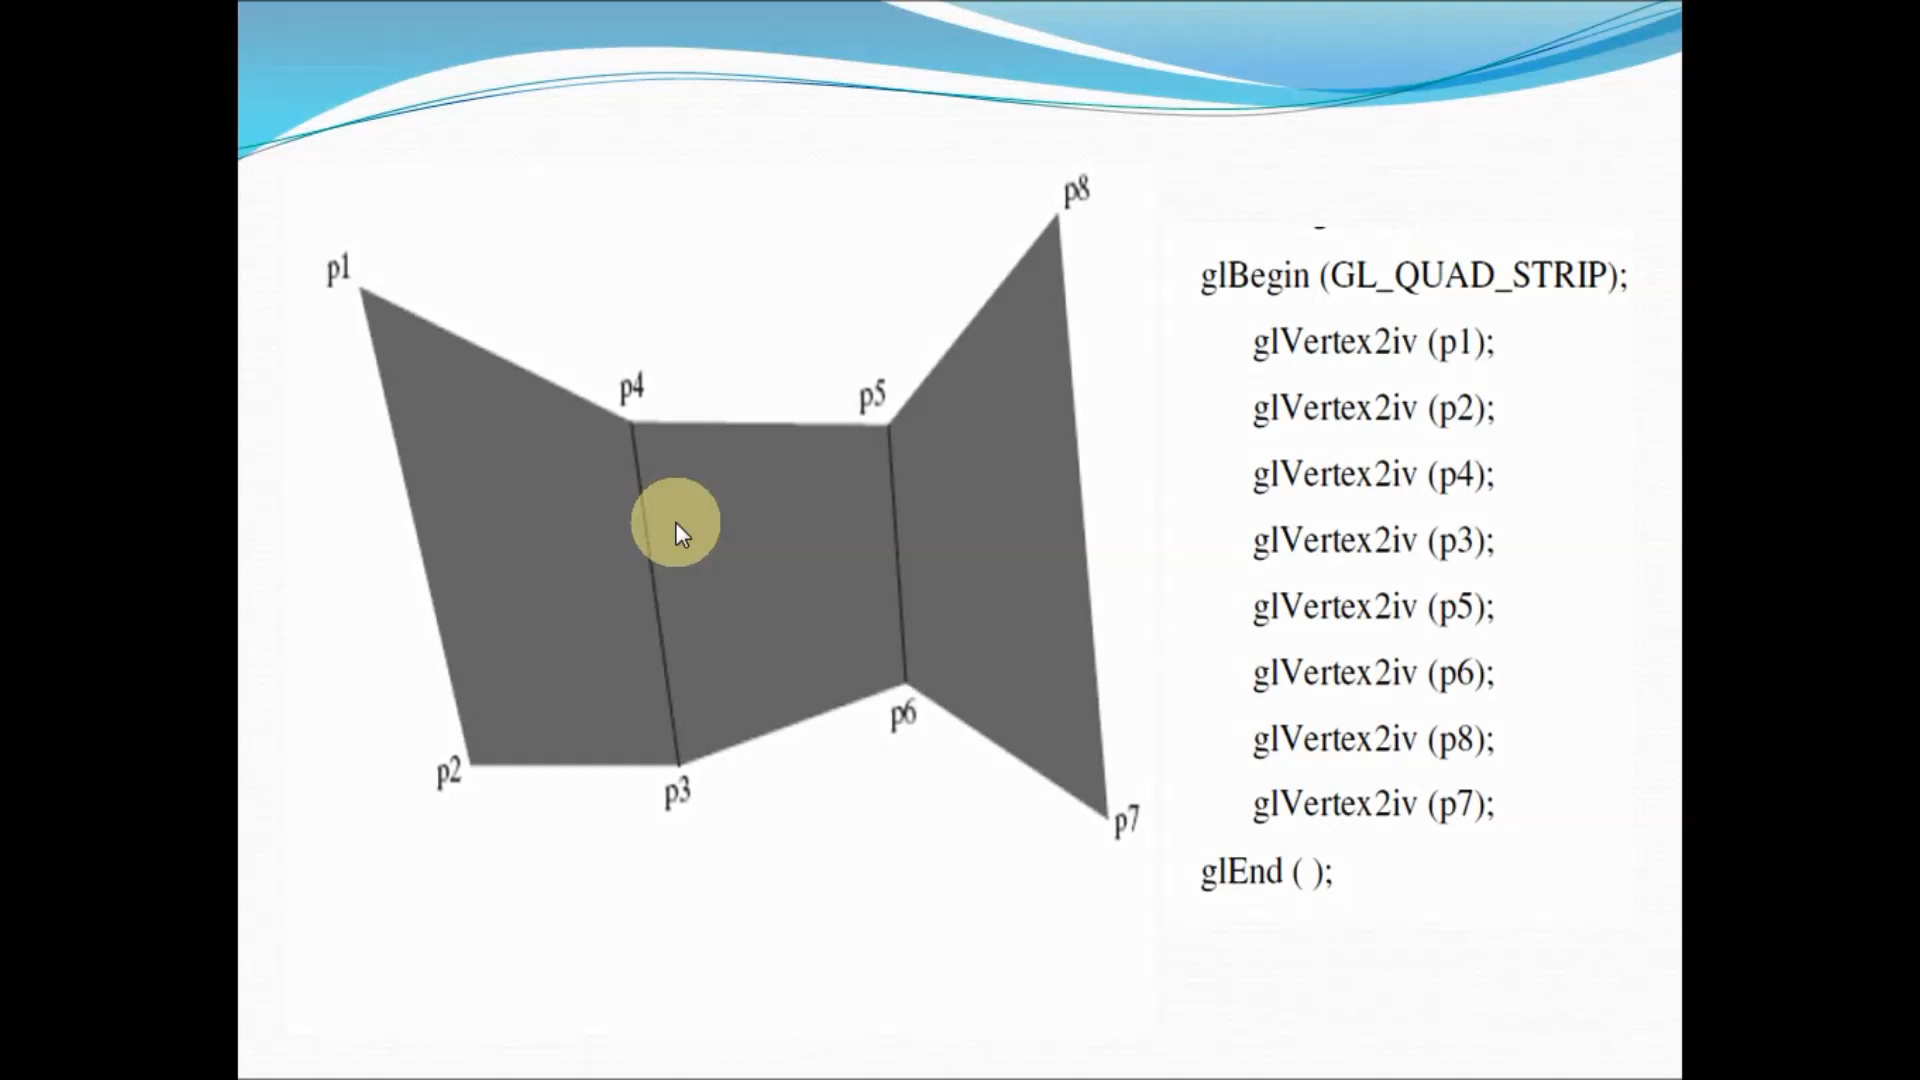 p8
p1
p4
p5
p6
p2
p3
p7
glBegin (GL_QUAD_STRIP);
glVertex2iv (p1);
glVertex2iv (p2);
glVertex2iv (p4);
glVertex2iv (p3);
glVertex2iv (p5);
glVertex2iv (p6);
glVertex2iv (p8);
glVertex2iv (p7);
glEnd ( );